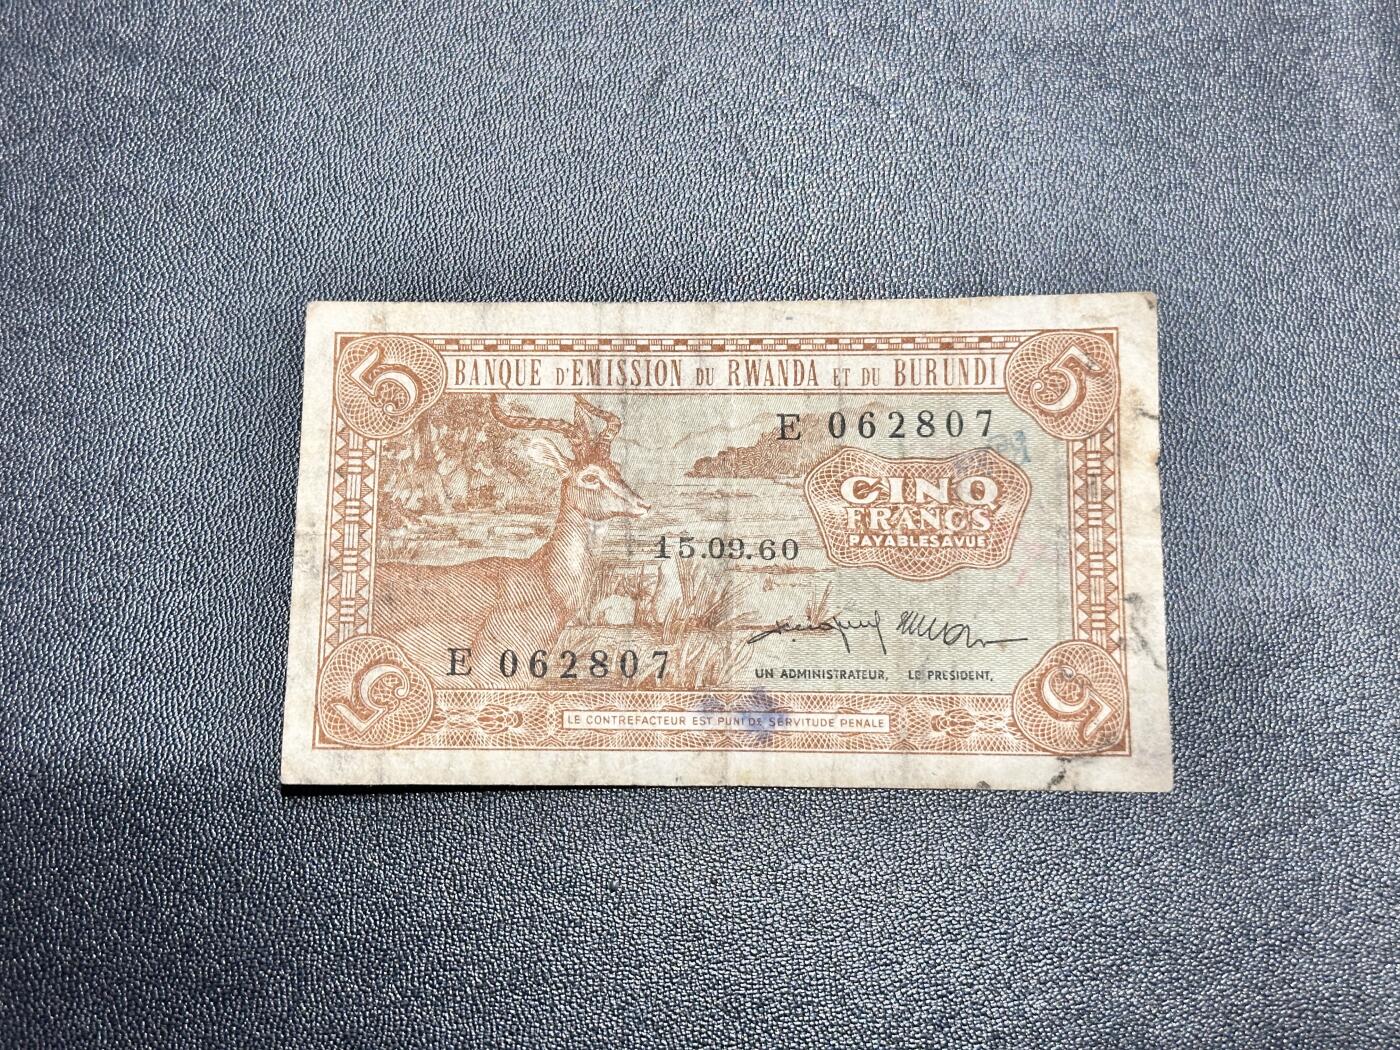 5 BANQUE D'EMISSION DU RWANDA ET DU BURUNDI 5
E 062807
CINQ
FRANCS
PAYABLES A VUE
15.09.60
E 062807
UN ADMINISTRATEUR, LE PRESIDENT,
5 LE CONTREFACTEUR EST PUNI DE SERVITUDE PENALE 5